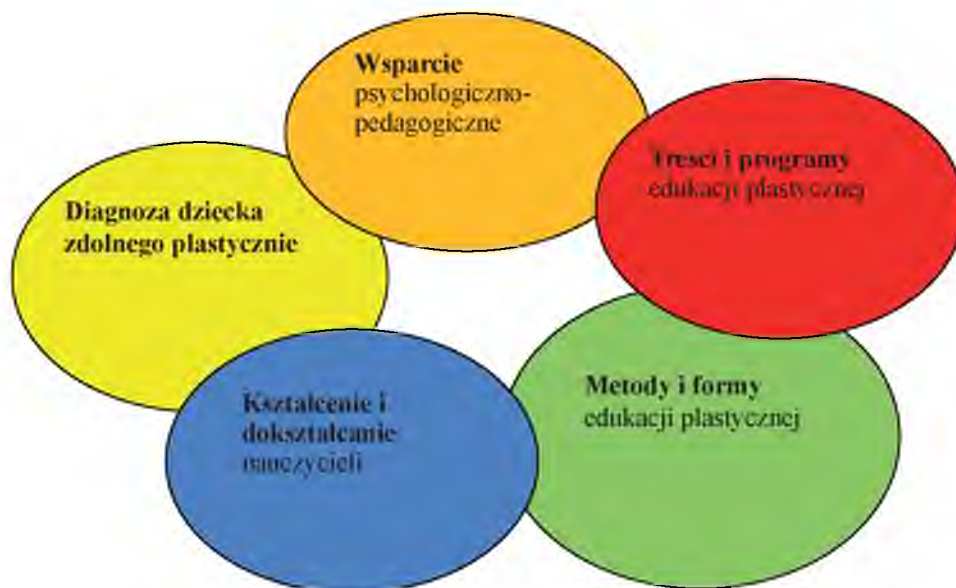 Wsparcie
psychologiczno-
pedagogiczne
Treści i programy
edukacji plastycznej
Diagnoza dziecka
zdolnego plastycznie
Metody i formy
edukacji plastycznej
Kształcenie i
dokształcanie
nauczycieli